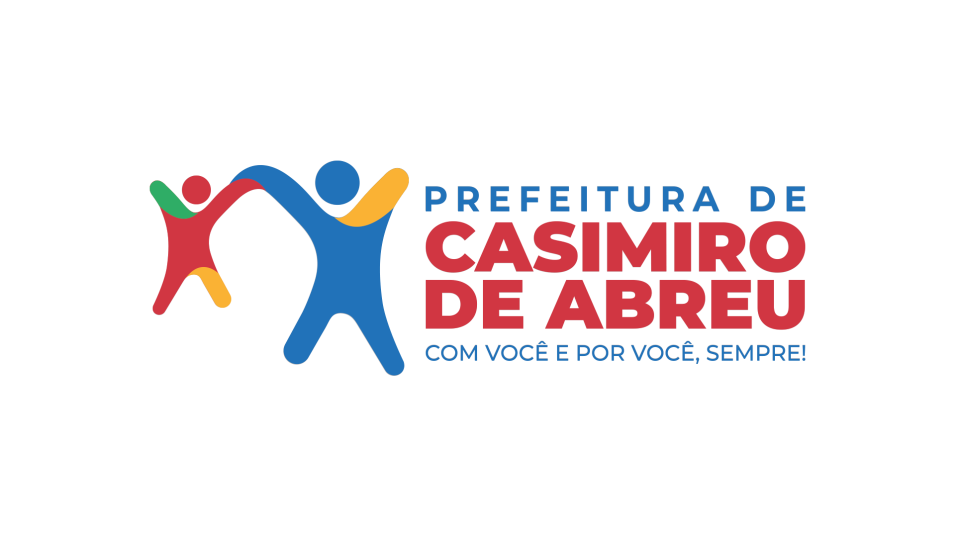 PREFEITURA DE
CASIMIRO
DE ABREU
COM VOCÊ E POR VOCÊ, SEMPRE!